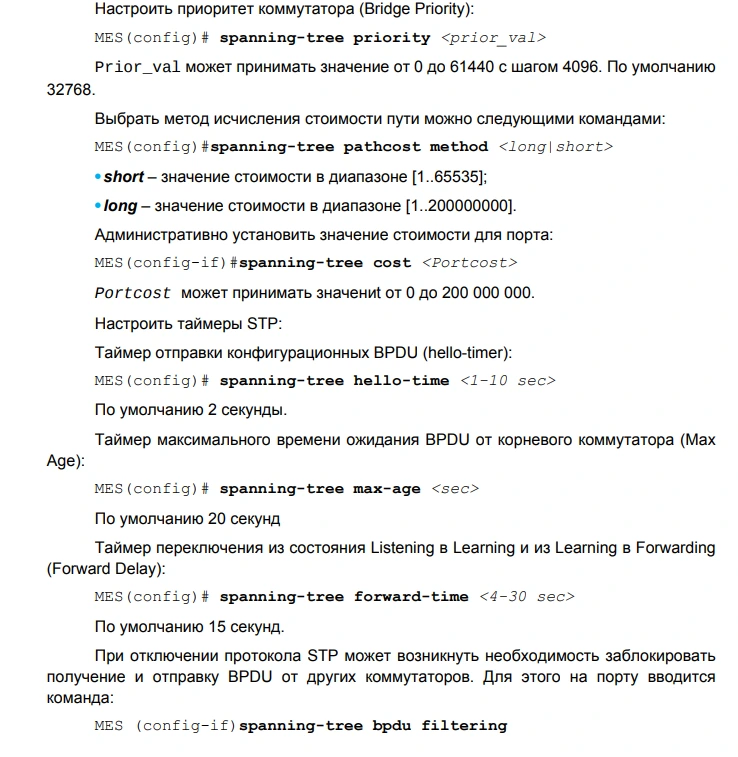 Настроить приоритет коммутатора (Bridge Priority):
MES(config)# spanning-tree priority <prior_val>
Prior_val может принимать значение от 0 до 61440 с шагом 4096. По умолчанию
32768.
Выбрать метод исчисления стоимости пути можно следующими командами:
MES(config)#spanning-tree pathcost method <long|short>
• short – значение стоимости в диапазоне [1..65535];
• long – значение стоимости в диапазоне [1..200000000].
Административно установить значение стоимости для порта:
MES(config-if)#spanning-tree cost <Portcost>
Portcost может принимать значениt от 0 до 200 000 000.
Настроить таймеры STP:
Таймер отправки конфигурационных BPDU (hello-timer):
MES(config)# spanning-tree hello-time <1-10 sec>
По умолчанию 2 секунды.
Таймер максимального времени ожидания BPDU от корневого коммутатора (Max
Age):
MES(config)# spanning-tree max-age <sec>
По умолчанию 20 секунд
Таймер переключения из состояния Listening в Learning и из Learning в Forwarding
(Forward Delay):
MES(config)# spanning-tree forward-time <4-30 sec>
По умолчанию 15 секунд.
При отключении протокола STP может возникнуть необходимость заблокировать
получение и отправку BPDU от других коммутаторов. Для этого на порту вводится
команда:
MES (config-if)spanning-tree bpdu filtering